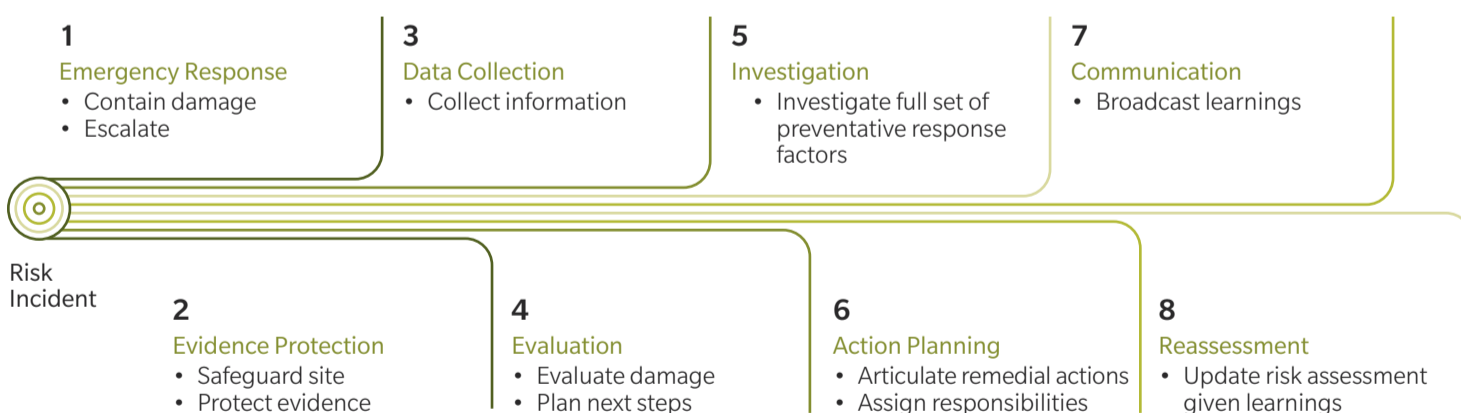 1
Emergency Response
• Contain damage
• Escalate
3
Data Collection
• Collect information
5
Investigation
• Investigate full set of
preventative response
factors
7
Communication
• Broadcast learnings
Risk
Incident
2
Evidence Protection
• Safeguard site
• Protect evidence
4
Evaluation
• Evaluate damage
• Plan next steps
6
Action Planning
• Articulate remedial actions
• Assign responsibilities
8
Reassessment
• Update risk assessment
given learnings